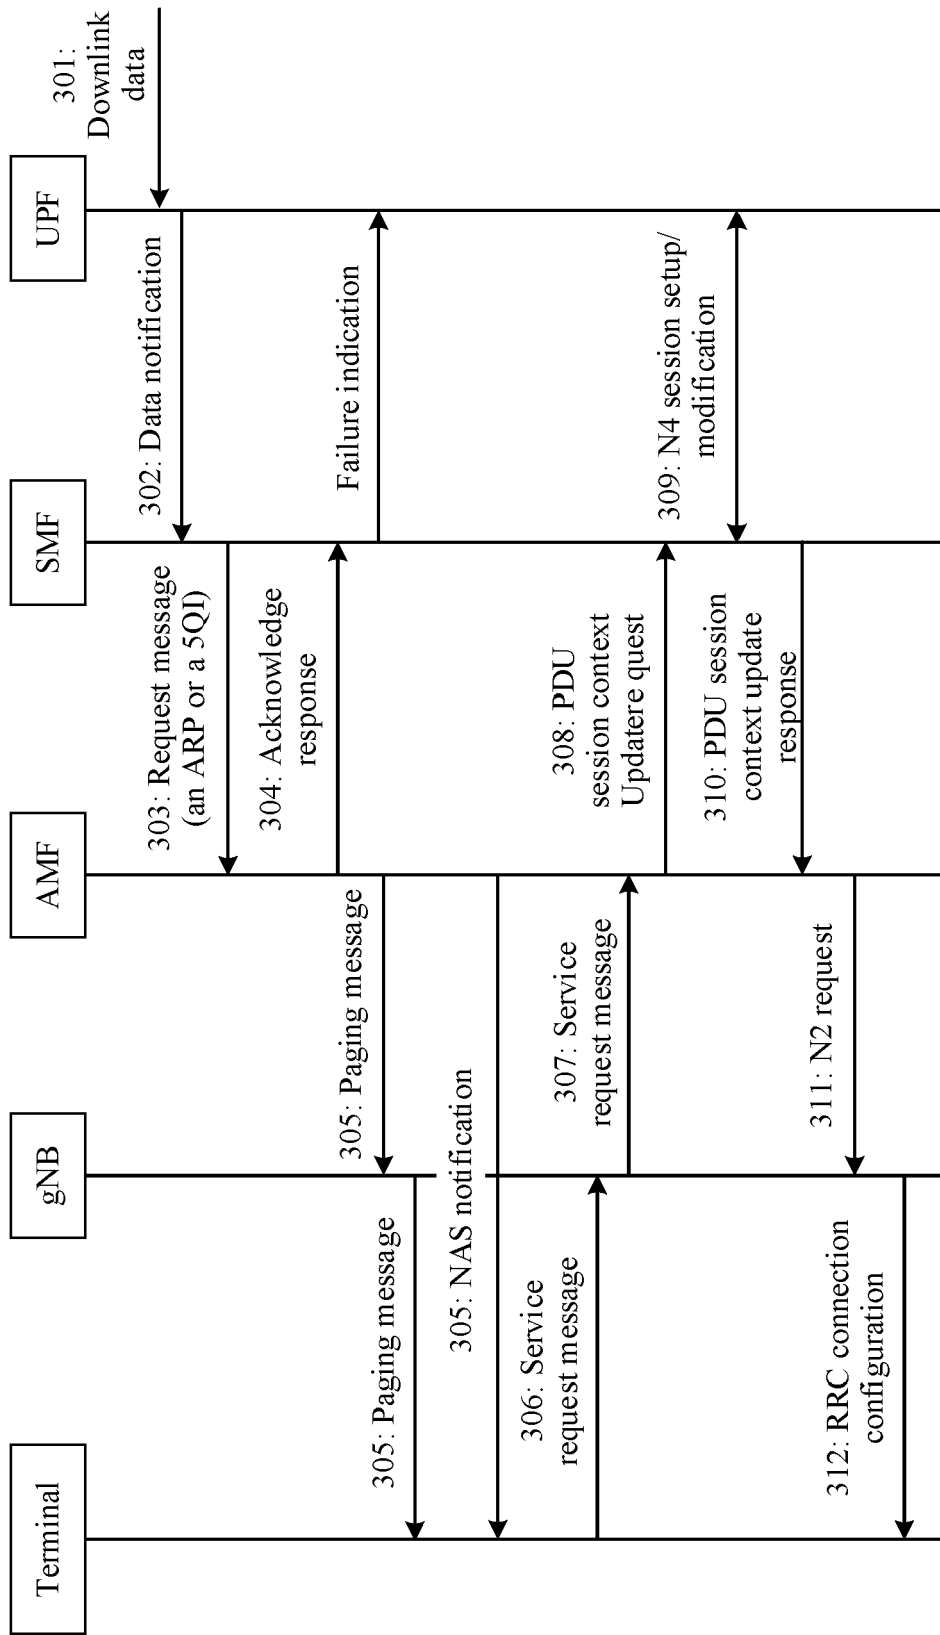 Terminal
gNB
AMF
SMF
UPF
301:
Downlink
data
302: Data notification
303: Request message
(an ARP or a 5QI)
304: Acknowledge
response
Failure indication
305: Paging message
305: Paging message
305: NAS notification
306: Service
request message
307: Service
request message
308: PDU
session context
Updatere quest
309: N4 session setup/
modification
310: PDU session
context update
response
311: N2 request
312: RRC connection
configuration